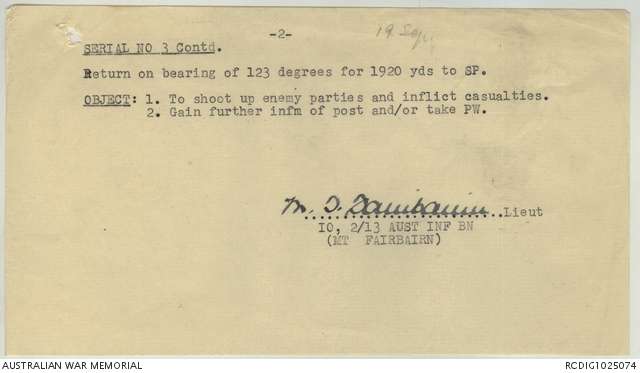 -2-
19 Sep.
SERIAL NO 3 Contd.
Return on bearing of 123 degrees for 1920 yds to SP.
OBJECT: 1. To shoot up enemy parties and inflict casualties.
2. Gain further infm of post and/or take PW.
M. T. Fairbairn Lieut
IO, 2/13 AUST INF BN
(MT FAIRBAIRN)
AUSTRALIAN WAR MEMORIAL
RCDIG1025074